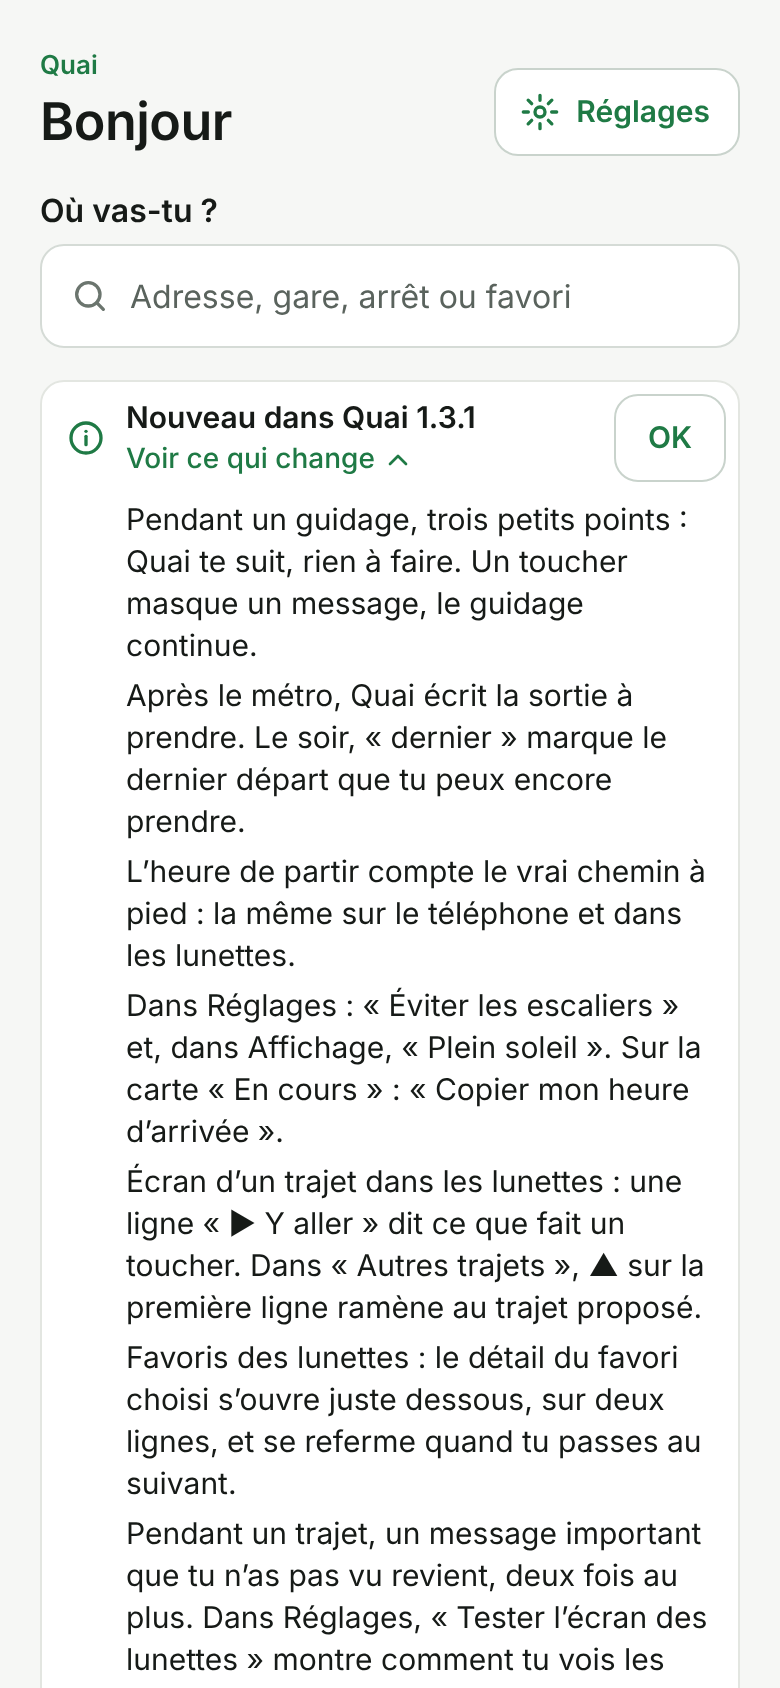 Quai
Bonjour
Réglages
Où vas-tu ?
Adresse, gare, arrêt ou favori
Nouveau dans Quai 1.3.1
OK
Voir ce qui change
Pendant un guidage, trois petits points :
Quai te suit, rien à faire. Un toucher
masque un message, le guidage
continue.
Après le métro, Quai écrit la sortie à
prendre. Le soir, « dernier » marque le
dernier départ que tu peux encore
prendre.
L’heure de partir compte le vrai chemin à
pied : la même sur le téléphone et dans
les lunettes.
Dans Réglages : « Éviter les escaliers »
et, dans Affichage, « Plein soleil ». Sur la
carte « En cours » : « Copier mon heure
d’arrivée ».
Écran d’un trajet dans les lunettes : une
ligne « ▶ Y aller » dit ce que fait un
toucher. Dans « Autres trajets », ▲ sur la
première ligne ramène au trajet proposé.
Favoris des lunettes : le détail du favori
choisi s’ouvre juste dessous, sur deux
lignes, et se referme quand tu passes au
suivant.
Pendant un trajet, un message important
que tu n’as pas vu revient, deux fois au
plus. Dans Réglages, « Tester l’écran des
lunettes » montre comment tu vois les